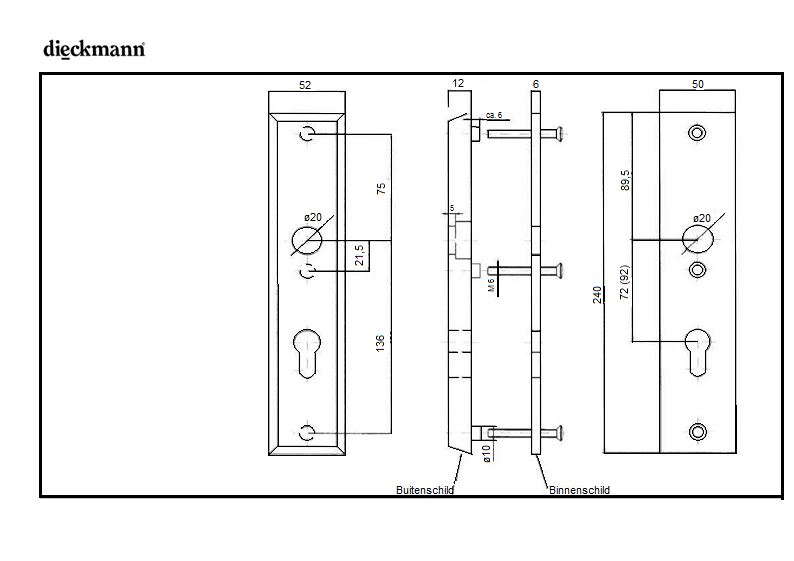 dieckmann
52
12
6
50
ca. 6
75
89,5
5
ø20
ø20
21,5
72 (92)
M6
240
136
ø10
Buitenschild
Binnenschild